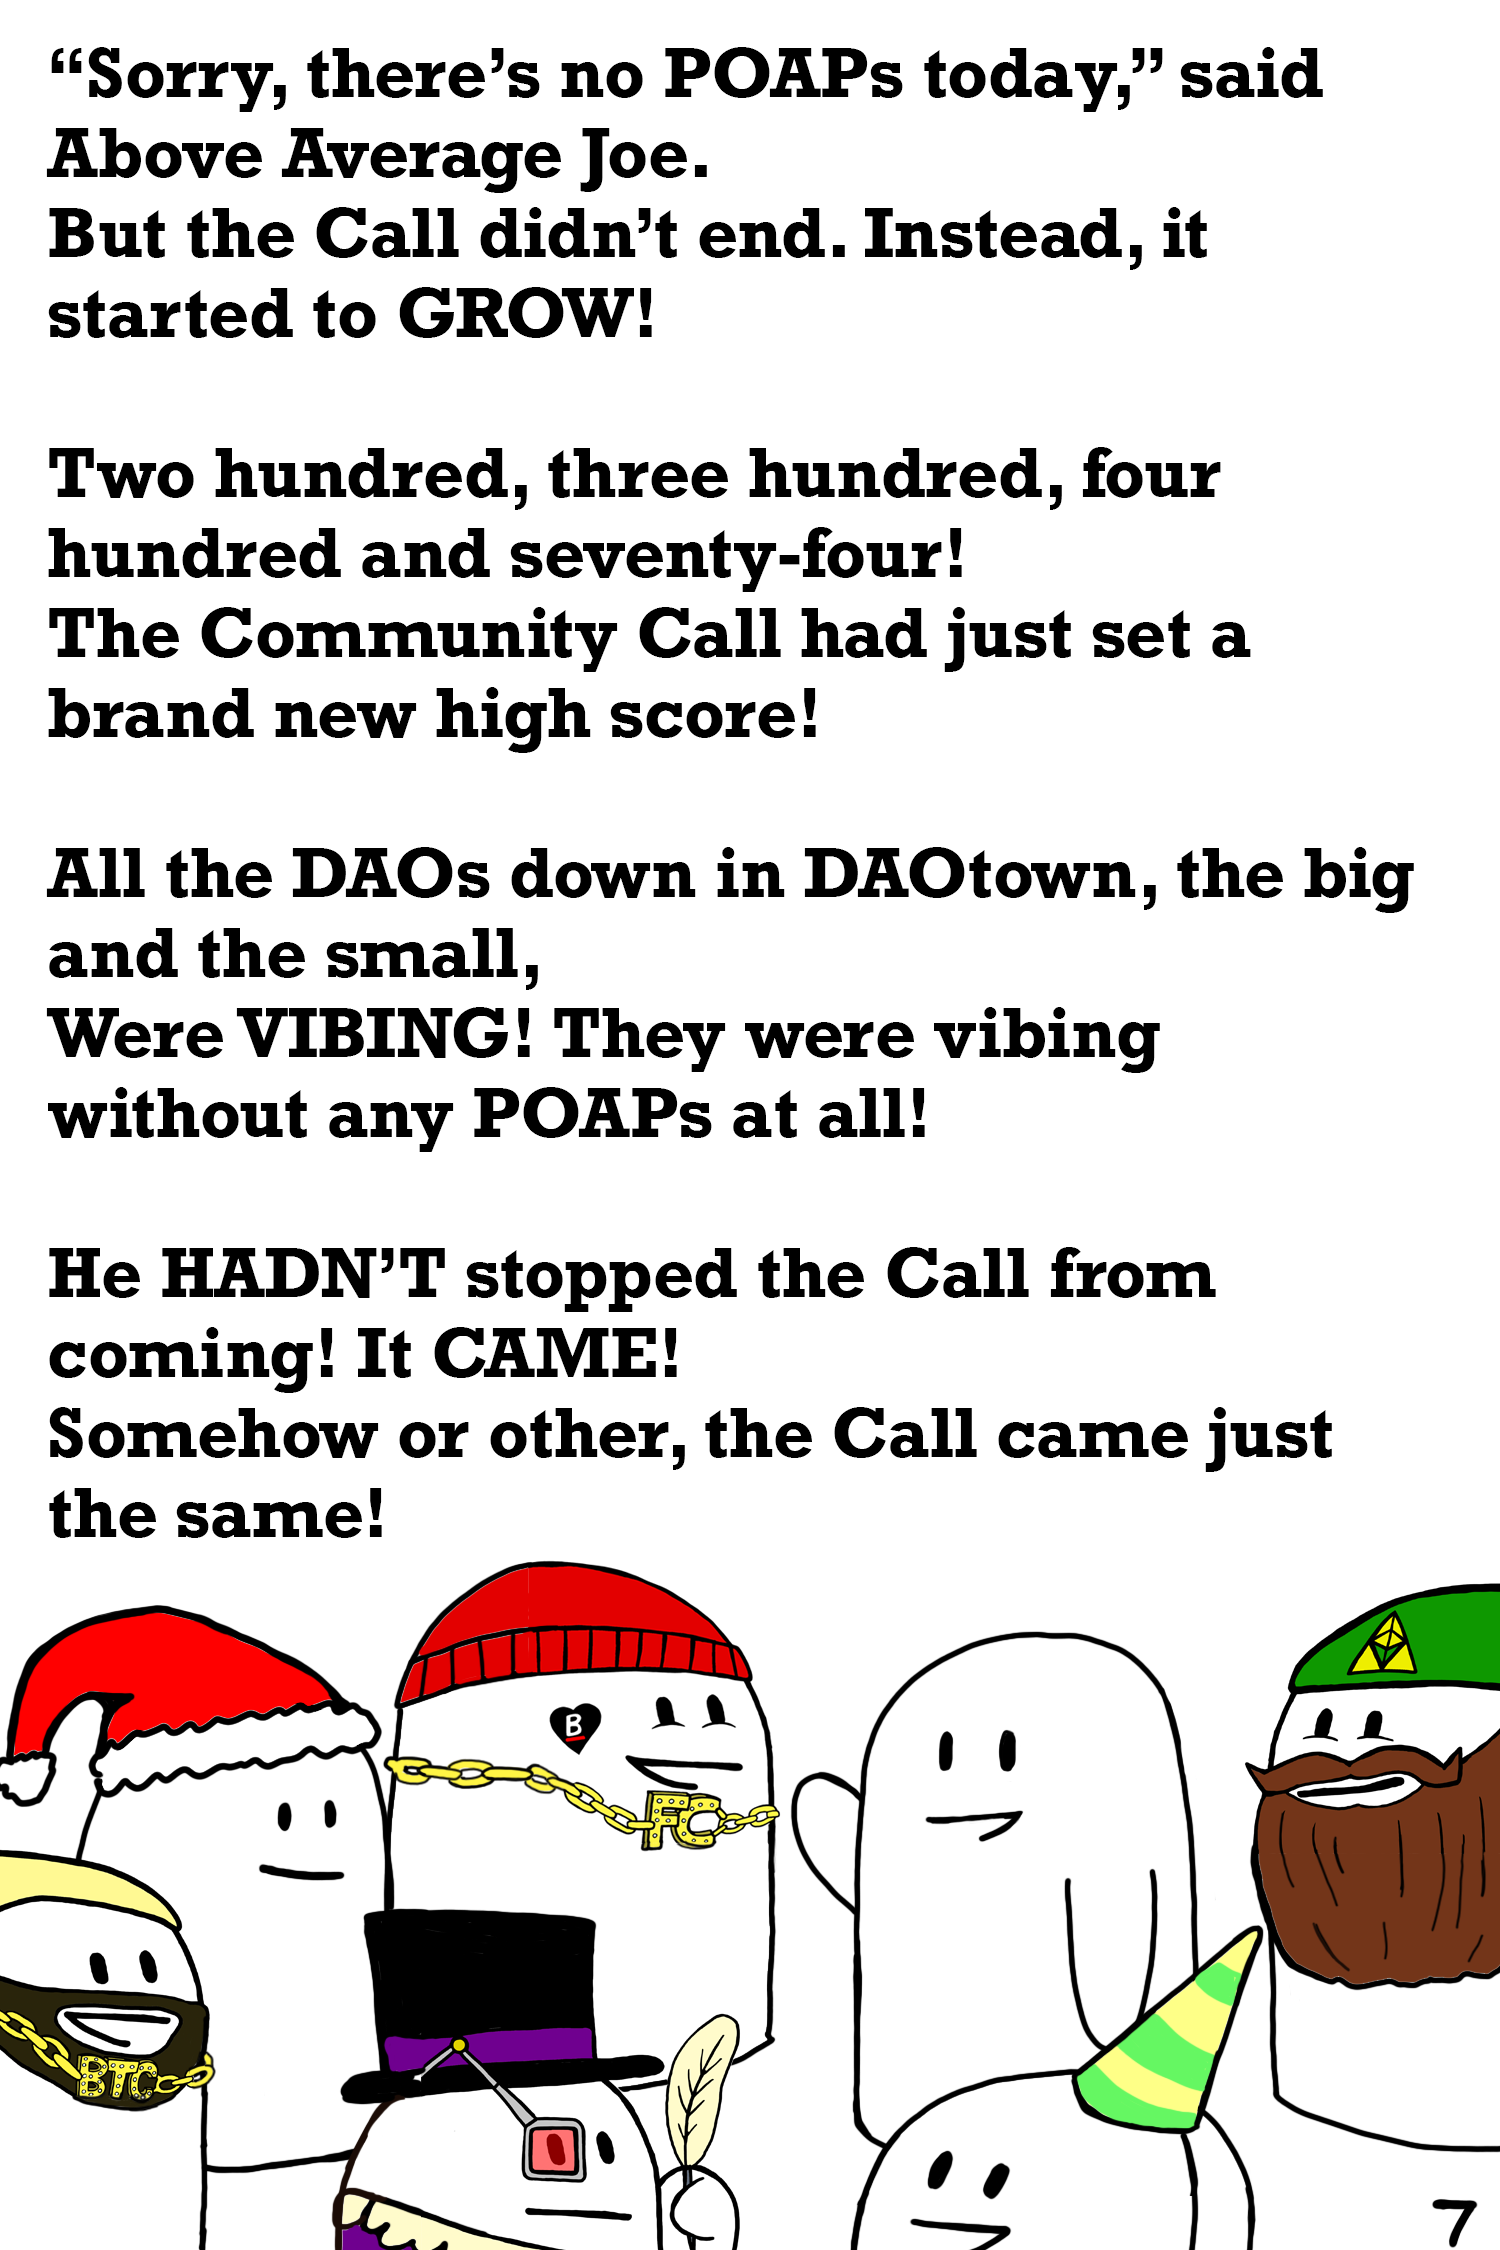 “Sorry, there’s no POAPs today,” said
Above Average Joe.
But the Call didn’t end. Instead, it
started to GROW!
Two hundred, three hundred, four
hundred and seventy-four!
The Community Call had just set a
brand new high score!
All the DAOs down in DAOtown, the big
and the small,
Were VIBING! They were vibing
without any POAPs at all!
He HADN’T stopped the Call from
coming! It CAME!
Somehow or other, the Call came just
the same!
B
FC
BTC
7